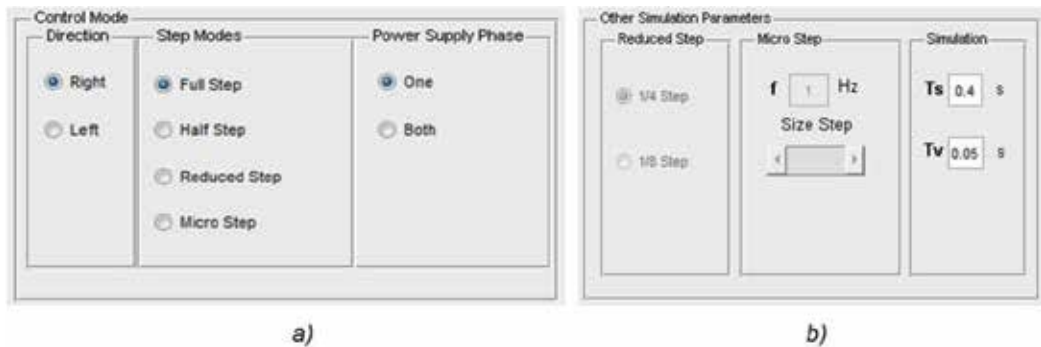 Control Mode
Direction
Step Modes
Power Supply Phase
Right
Full Step
One
Left
Half Step
Both
Reduced Step
Micro Step
a)
Other Simulation Parameters
Reduced Step
Micro Step
Simulation
1/4 Step
f 1 Hz
Ts 0.4 s
Size Step
1/8 Step
Tv 0.05 s
b)